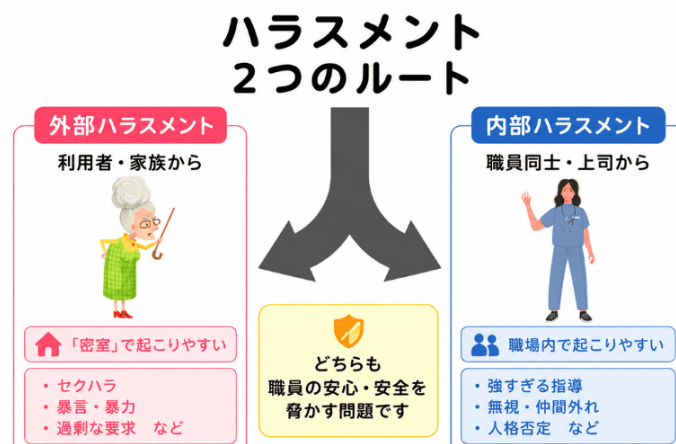 ハラスメント
2つのルート
外部ハラスメント
利用者・家族から
「密室」で起こりやすい
・セクハラ
・暴言・暴力
・過剰な要求 など
どちらも
職員の安心・安全を
脅かす問題です
内部ハラスメント
職員同士・上司から
職場内で起こりやすい
・強すぎる指導
・無視・仲間外れ
・人格否定 など